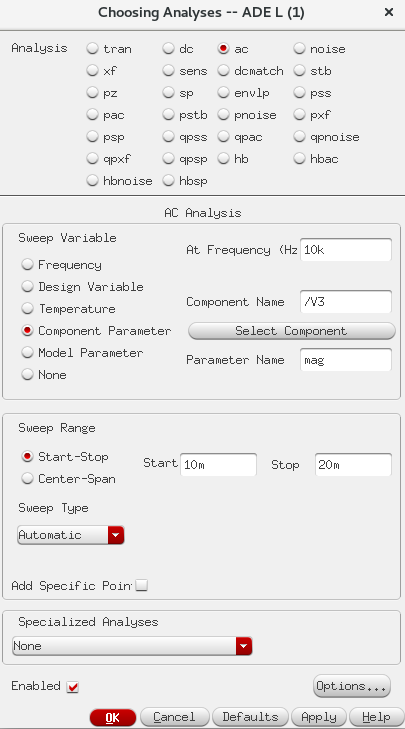 Choosing Analyses -- ADE L (1) ×
Analysis tran dc ac noise
xf sens dcmatch stb
pz sp envlp pss
pac pstb pnoise pxf
psp qpss qpac qpnoise
qpxf qpsp hb hbac
hbnoise hbsp
AC Analysis
Sweep Variable
At Frequency (Hz 10k
Frequency
Design Variable
Component Name /V3
Temperature
Component Parameter Select Component
Model Parameter Parameter Name mag
None
Sweep Range
Start-Stop Start 10m Stop 20m
Center-Span
Sweep Type
Automatic
Add Specific Poin
Specialized Analyses
None
Enabled Options...
OK Cancel Defaults Apply Help